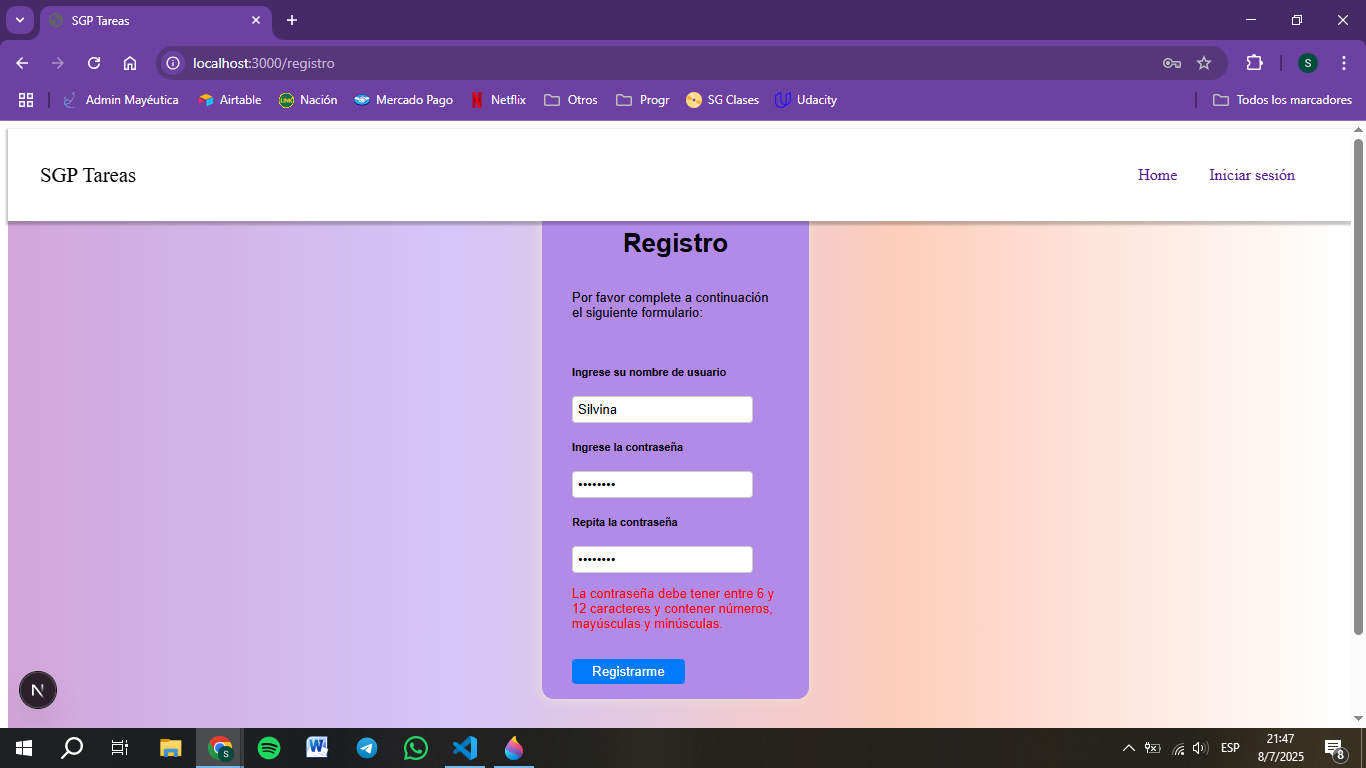 SGP Tareas
localhost:3000/registro
S
Admin Mayéutica
Airtable
LINK
Nación
Mercado Pago
N
Netflix
Otros
Progr
SG Clases
Udacity
Todos los marcadores
SGP Tareas
Home
Iniciar sesión
Registro
Por favor complete a continuación
el siguiente formulario:
Ingrese su nombre de usuario
Silvina
Ingrese la contraseña
••••••••
Repita la contraseña
••••••••
La contraseña debe tener entre 6 y
12 caracteres y contener números,
mayúsculas y minúsculas.
Registrarme
N
S
W
ESP
21:47
8/7/2025
8